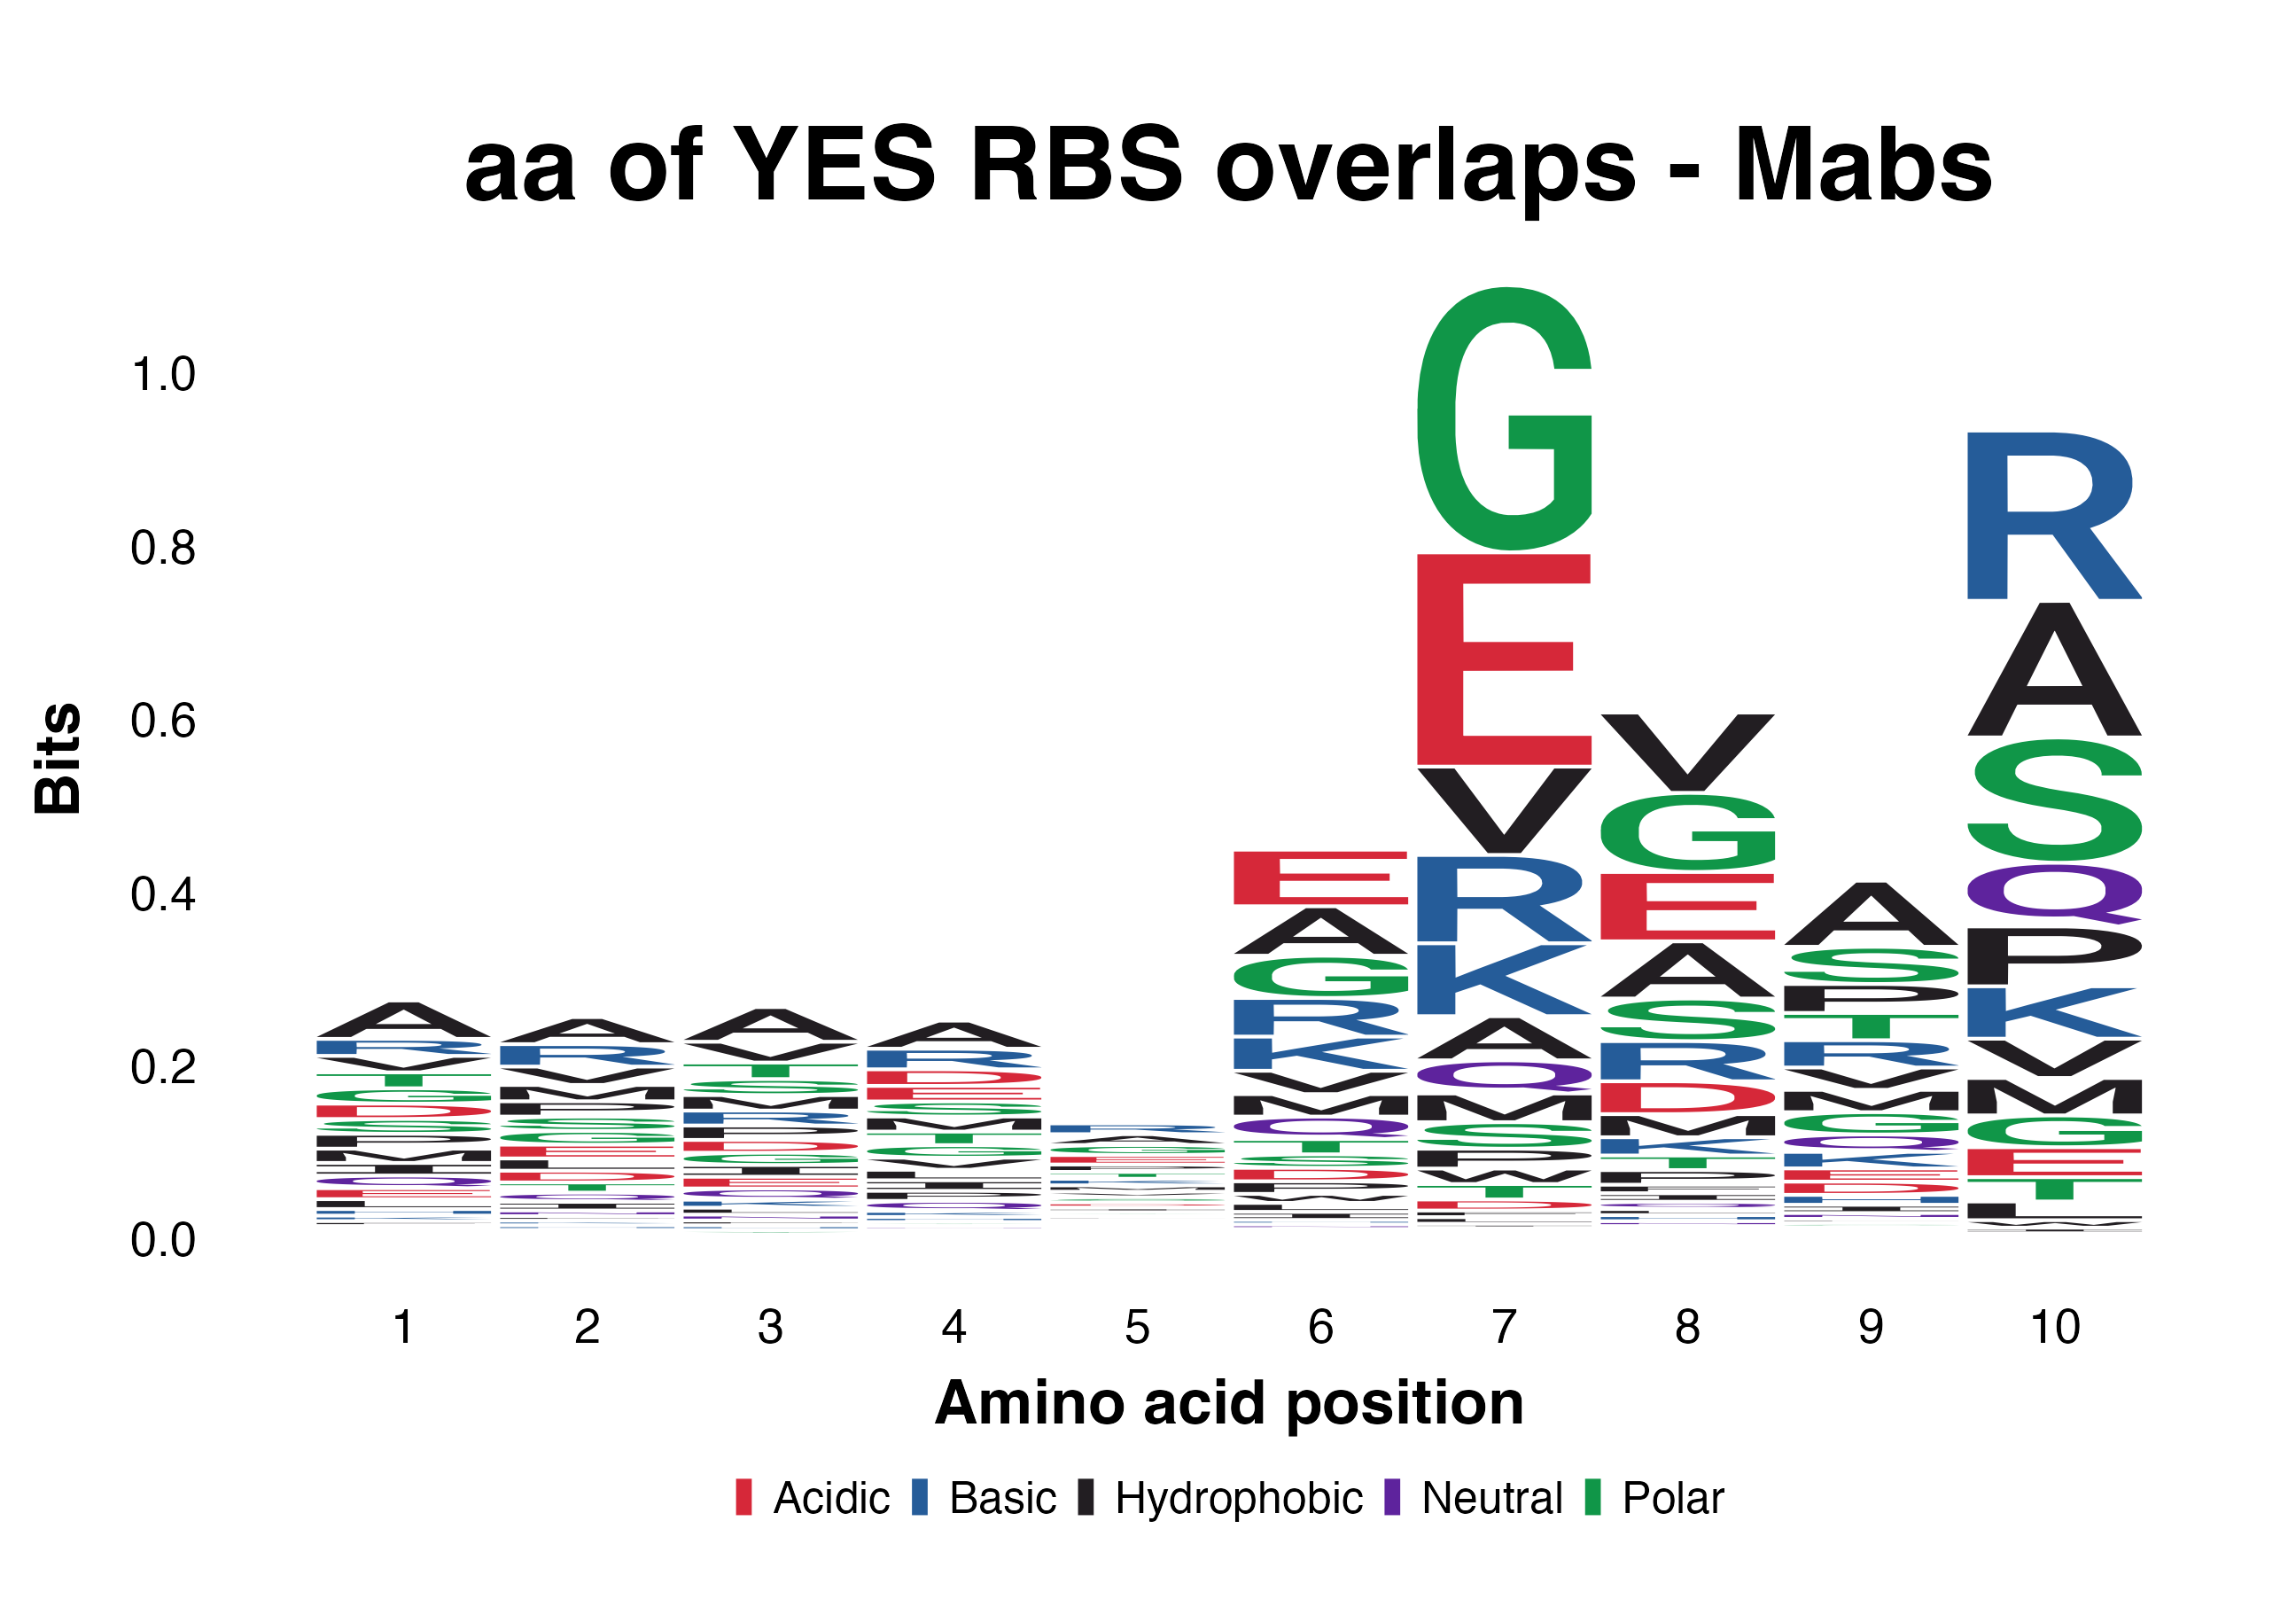 aa of YES RBS overlaps - Mabs
Bits
1.0
0.8
0.6
0.4
0.2
0.0
A R V T G D S P M I Q E F H K L
A R V M P S G E L D T Q I
A V T S M R P D G I E Q K
A R D E S M T G V L I P Q K
R A G
E A G R K V M Q T S D P W L I
G E V R K A Q M S P W T D
V G E A S R D M K T P
A S P T R V M G Q K E D H I
R A S Q P K V M G E T L W I
1 2 3 4 5 6 7 8 9 10
Amino acid position
Acidic Basic Hydrophobic Neutral Polar